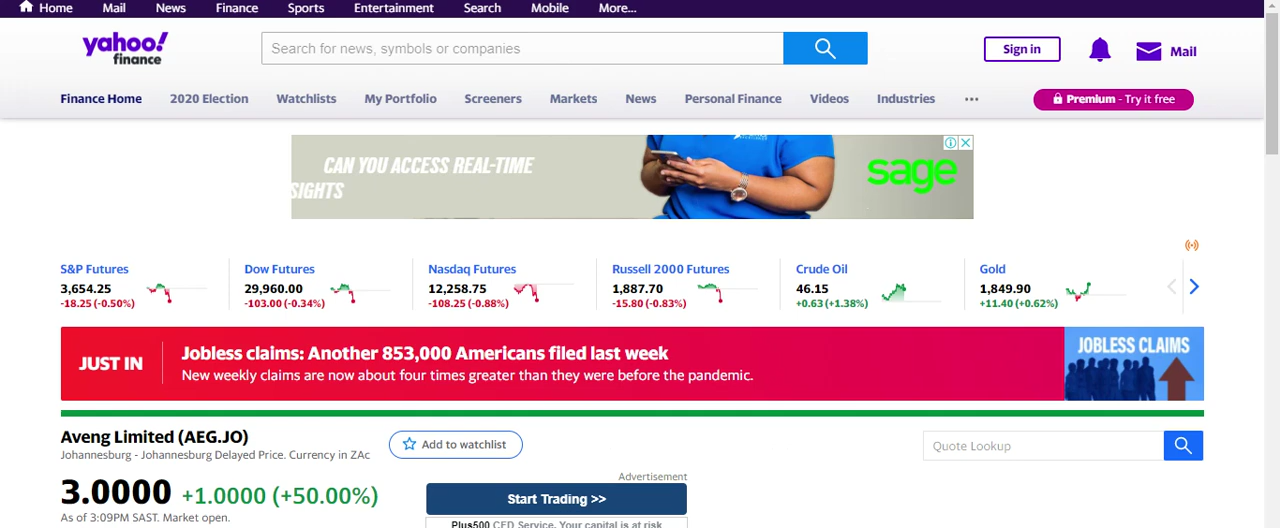 Home Mail News Finance Sports Entertainment Search Mobile More...
yahoo! finance
Search for news, symbols or companies
Sign in
Mail
Finance Home 2020 Election Watchlists My Portfolio Screeners Markets News Personal Finance Videos Industries ...
Premium - Try it free
CAN YOU ACCESS REAL-TIME
SIGHTS
sage
S&P Futures
3,654.25
-18.25 (-0.50%)
Dow Futures
29,960.00
-103.00 (-0.34%)
Nasdaq Futures
12,258.75
-108.25 (-0.88%)
Russell 2000 Futures
1,887.70
-15.80 (-0.83%)
Crude Oil
46.15
+0.63 (+1.38%)
Gold
1,849.90
+11.40 (+0.62%)
JUST IN
Jobless claims: Another 853,000 Americans filed last week
New weekly claims are now about four times greater than they were before the pandemic.
JOBLESS CLAIMS
Aveng Limited (AEG.JO)
Johannesburg - Johannesburg Delayed Price. Currency in ZAc
Add to watchlist
Quote Lookup
3.0000 +1.0000 (+50.00%)
As of 3:09PM SAST. Market open.
Advertisement
Start Trading >>
Plus500 CFD Service. Your capital is at risk